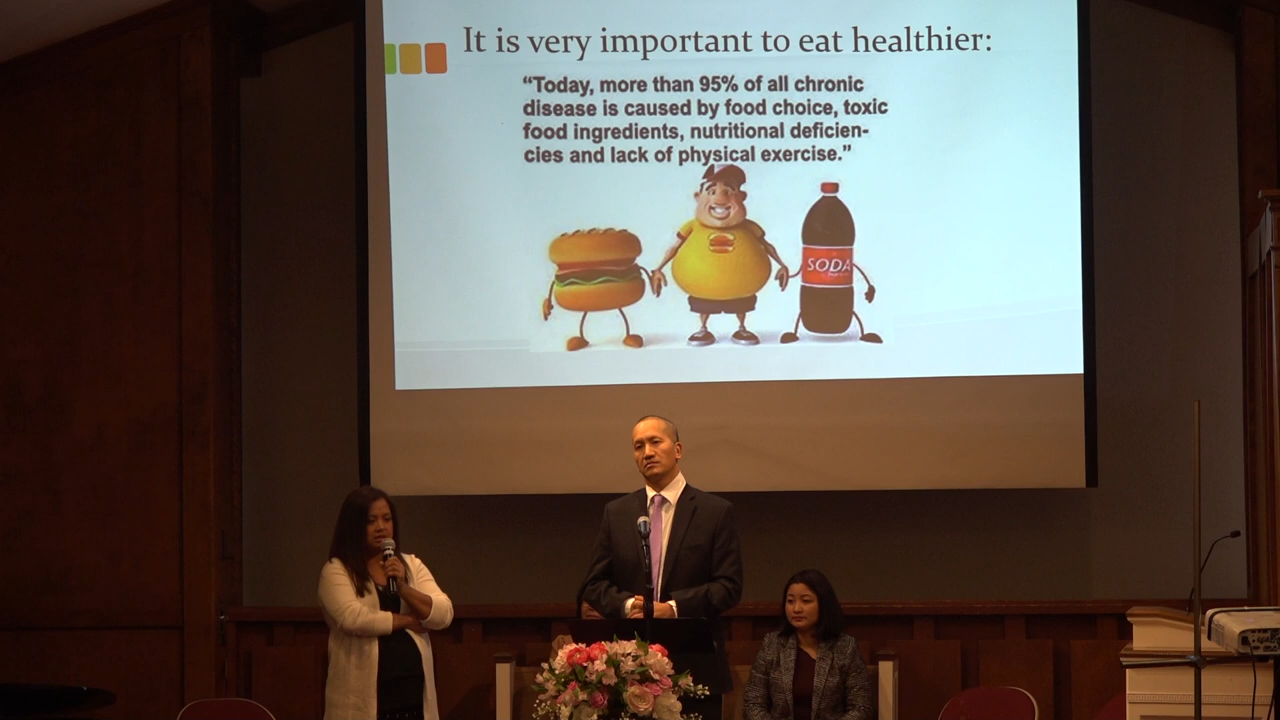 It is very important to eat healthier:
“Today, more than 95% of all chronic
disease is caused by food choice, toxic
food ingredients, nutritional deficien-
cies and lack of physical exercise.”
SODA